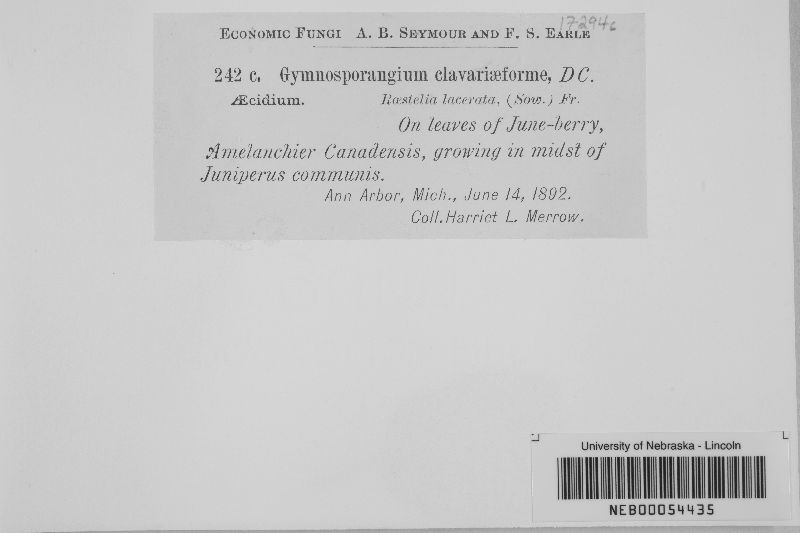 17294c
ECONOMIC FUNGI A. B. SEYMOUR AND F. S. EARLE
242 c. Gymnosporangium clavariæforme, DC.
Æcidium. Rœstelia lacerata, (Sow.) Fr.
On leaves of June-berry,
Amelanchier Canadensis, growing in midst of
Juniperus communis.
Ann Arbor, Mich., June 14, 1892.
Coll. Harriet L. Merrow.
University of Nebraska - Lincoln
NEB00054435